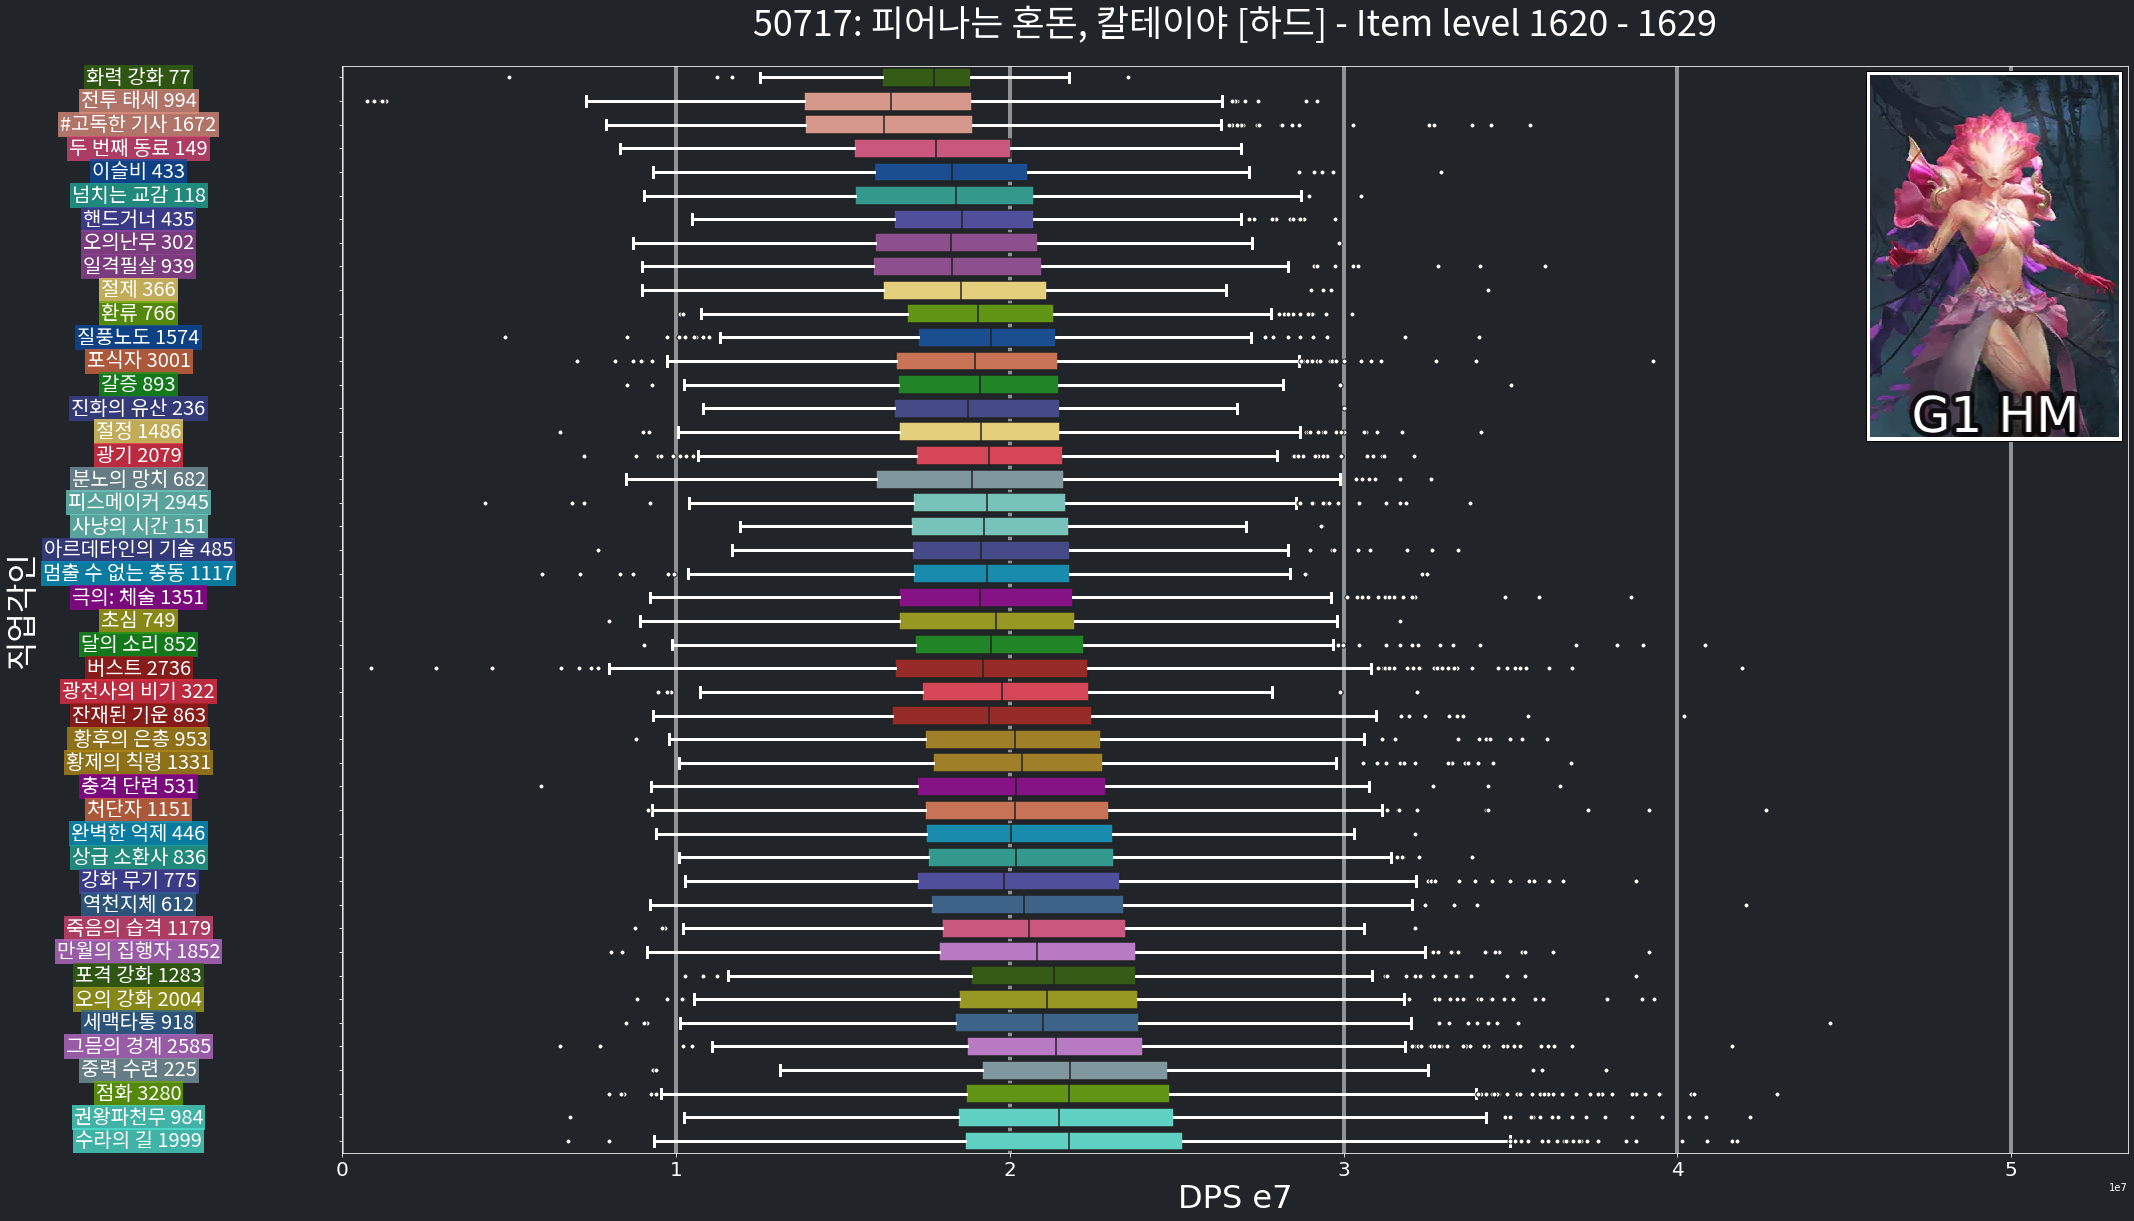 50717: 피어나는 혼돈, 칼테이야 [하드] - Item level 1620 - 1629
화력 강화 77
전투 태세 994
#고독한 기사 1672
두 번째 동료 149
이슬비 433
넘치는 교감 118
핸드거너 435
오의난무 302
일격필살 939
절제 366
환류 766
질풍노도 1574
포식자 3001
갈증 893
진화의 유산 236
절정 1486
광기 2079
분노의 망치 682
피스메이커 2945
사냥의 시간 151
아르데타인의 기술 485
멈출 수 없는 충동 1117
극의: 체술 1351
초심 749
달의 소리 852
버스트 2736
광전사의 비기 322
잔재된 기운 863
황후의 은총 953
황제의 칙령 1331
충격 단련 531
처단자 1151
완벽한 억제 446
상급 소환사 836
강화 무기 775
역천지체 612
죽음의 습격 1179
만월의 집행자 1852
포격 강화 1283
오의 강화 2004
세맥타통 918
그믐의 경계 2585
중력 수련 225
점화 3280
권왕파천무 984
수라의 길 1999
직업각인
G1 HM
0 1 2 3 4 5
DPS e7
1e7